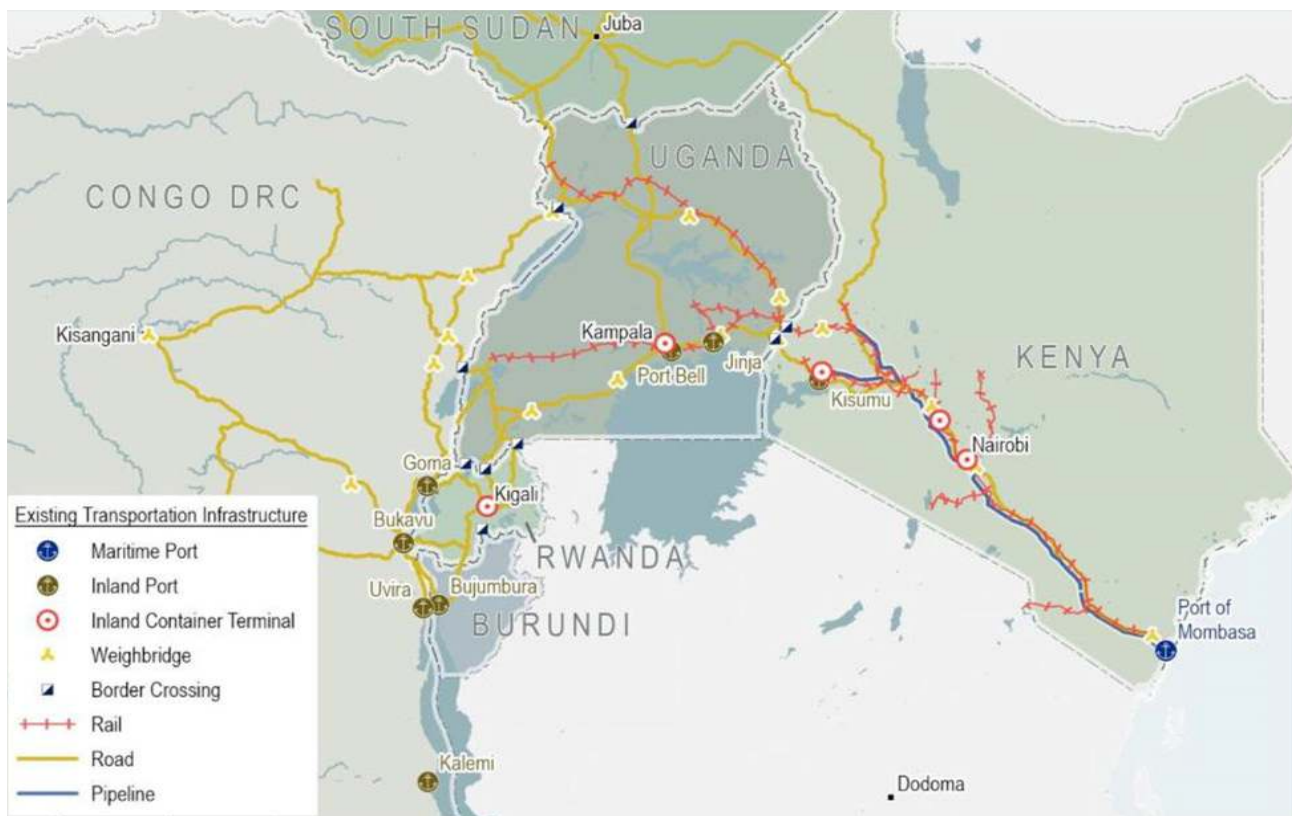 SOUTH SUDAN
Juba
UGANDA
CONGO DRC
Kisangani
Kampala
Port Bell
Jinja
Kisumu
KENYA
Nairobi
Goma
Kigali
Bukavu
RWANDA
Uvira
Bujumbura
BURUNDI
Port of
Mombasa
Kalemi
Dodoma
Existing Transportation Infrastructure
Maritime Port
Inland Port
Inland Container Terminal
Weighbridge
Border Crossing
Rail
Road
Pipeline